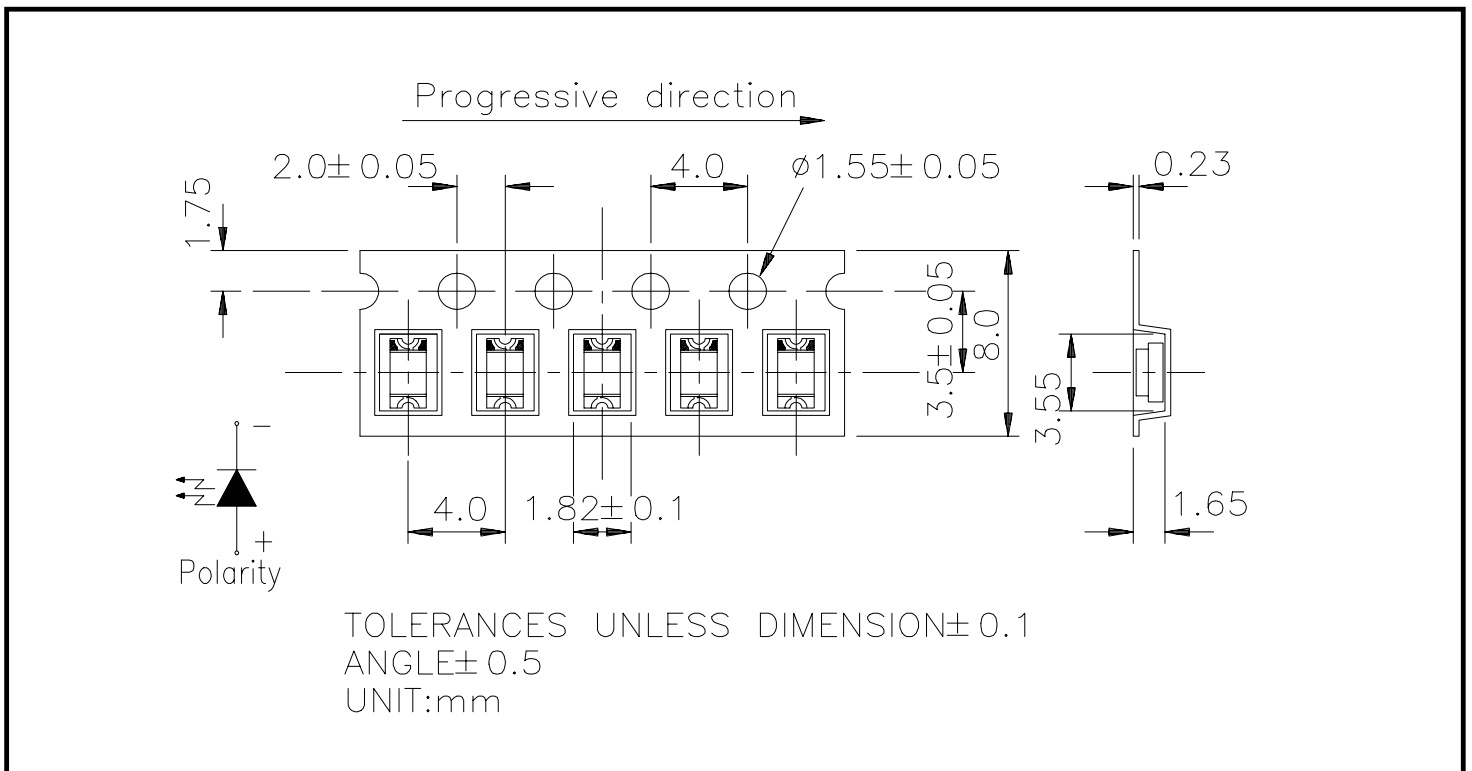 Progressive direction
2.0±0.05
4.0
ø1.55±0.05
0.23
1.75
3.5±0.05
8.0
3.55
4.0
1.82±0.1
1.65
-
+
Polarity
TOLERANCES UNLESS DIMENSION±0.1
ANGLE±0.5
UNIT:mm